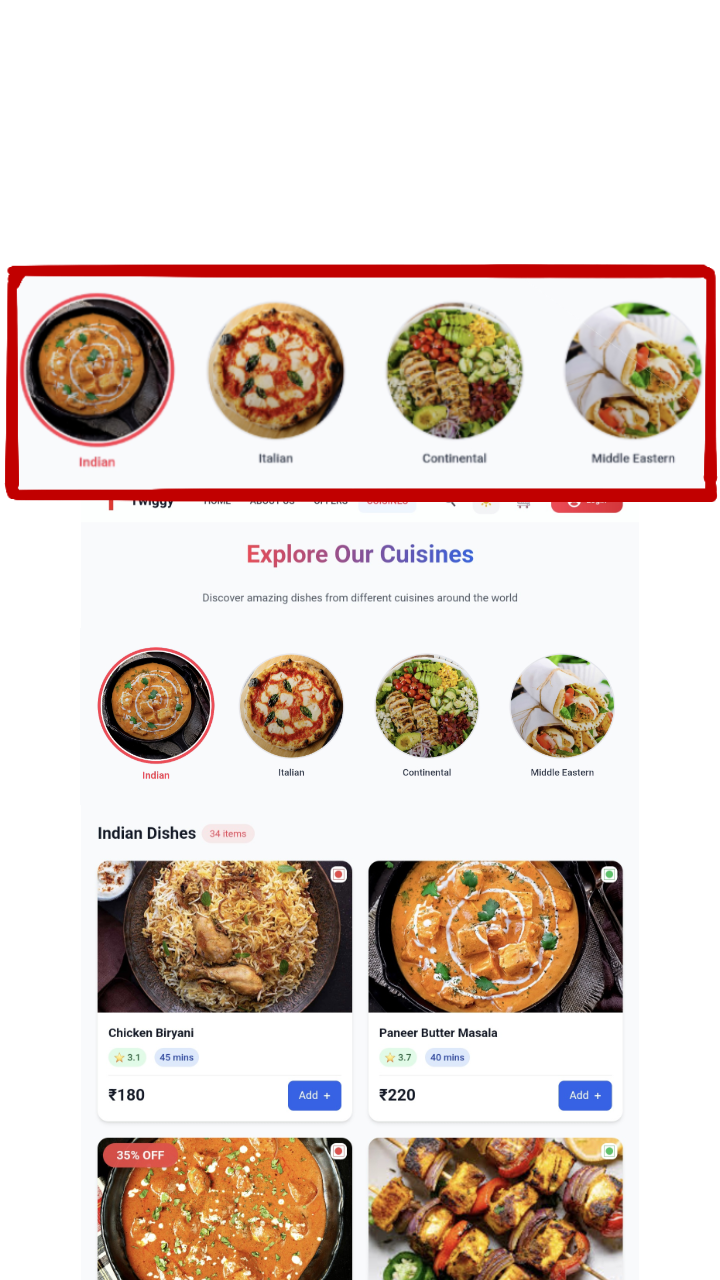 Indian Italian Continental Middle Eastern
Twiggy HOME ABOUT US OFFERS CUISINES
Explore Our Cuisines
Discover amazing dishes from different cuisines around the world
Indian Italian Continental Middle Eastern
Indian Dishes 34 items
Chicken Biryani
⭐ 3.1 45 mins
₹180 Add +
Paneer Butter Masala
⭐ 3.7 40 mins
₹220 Add +
35% OFF